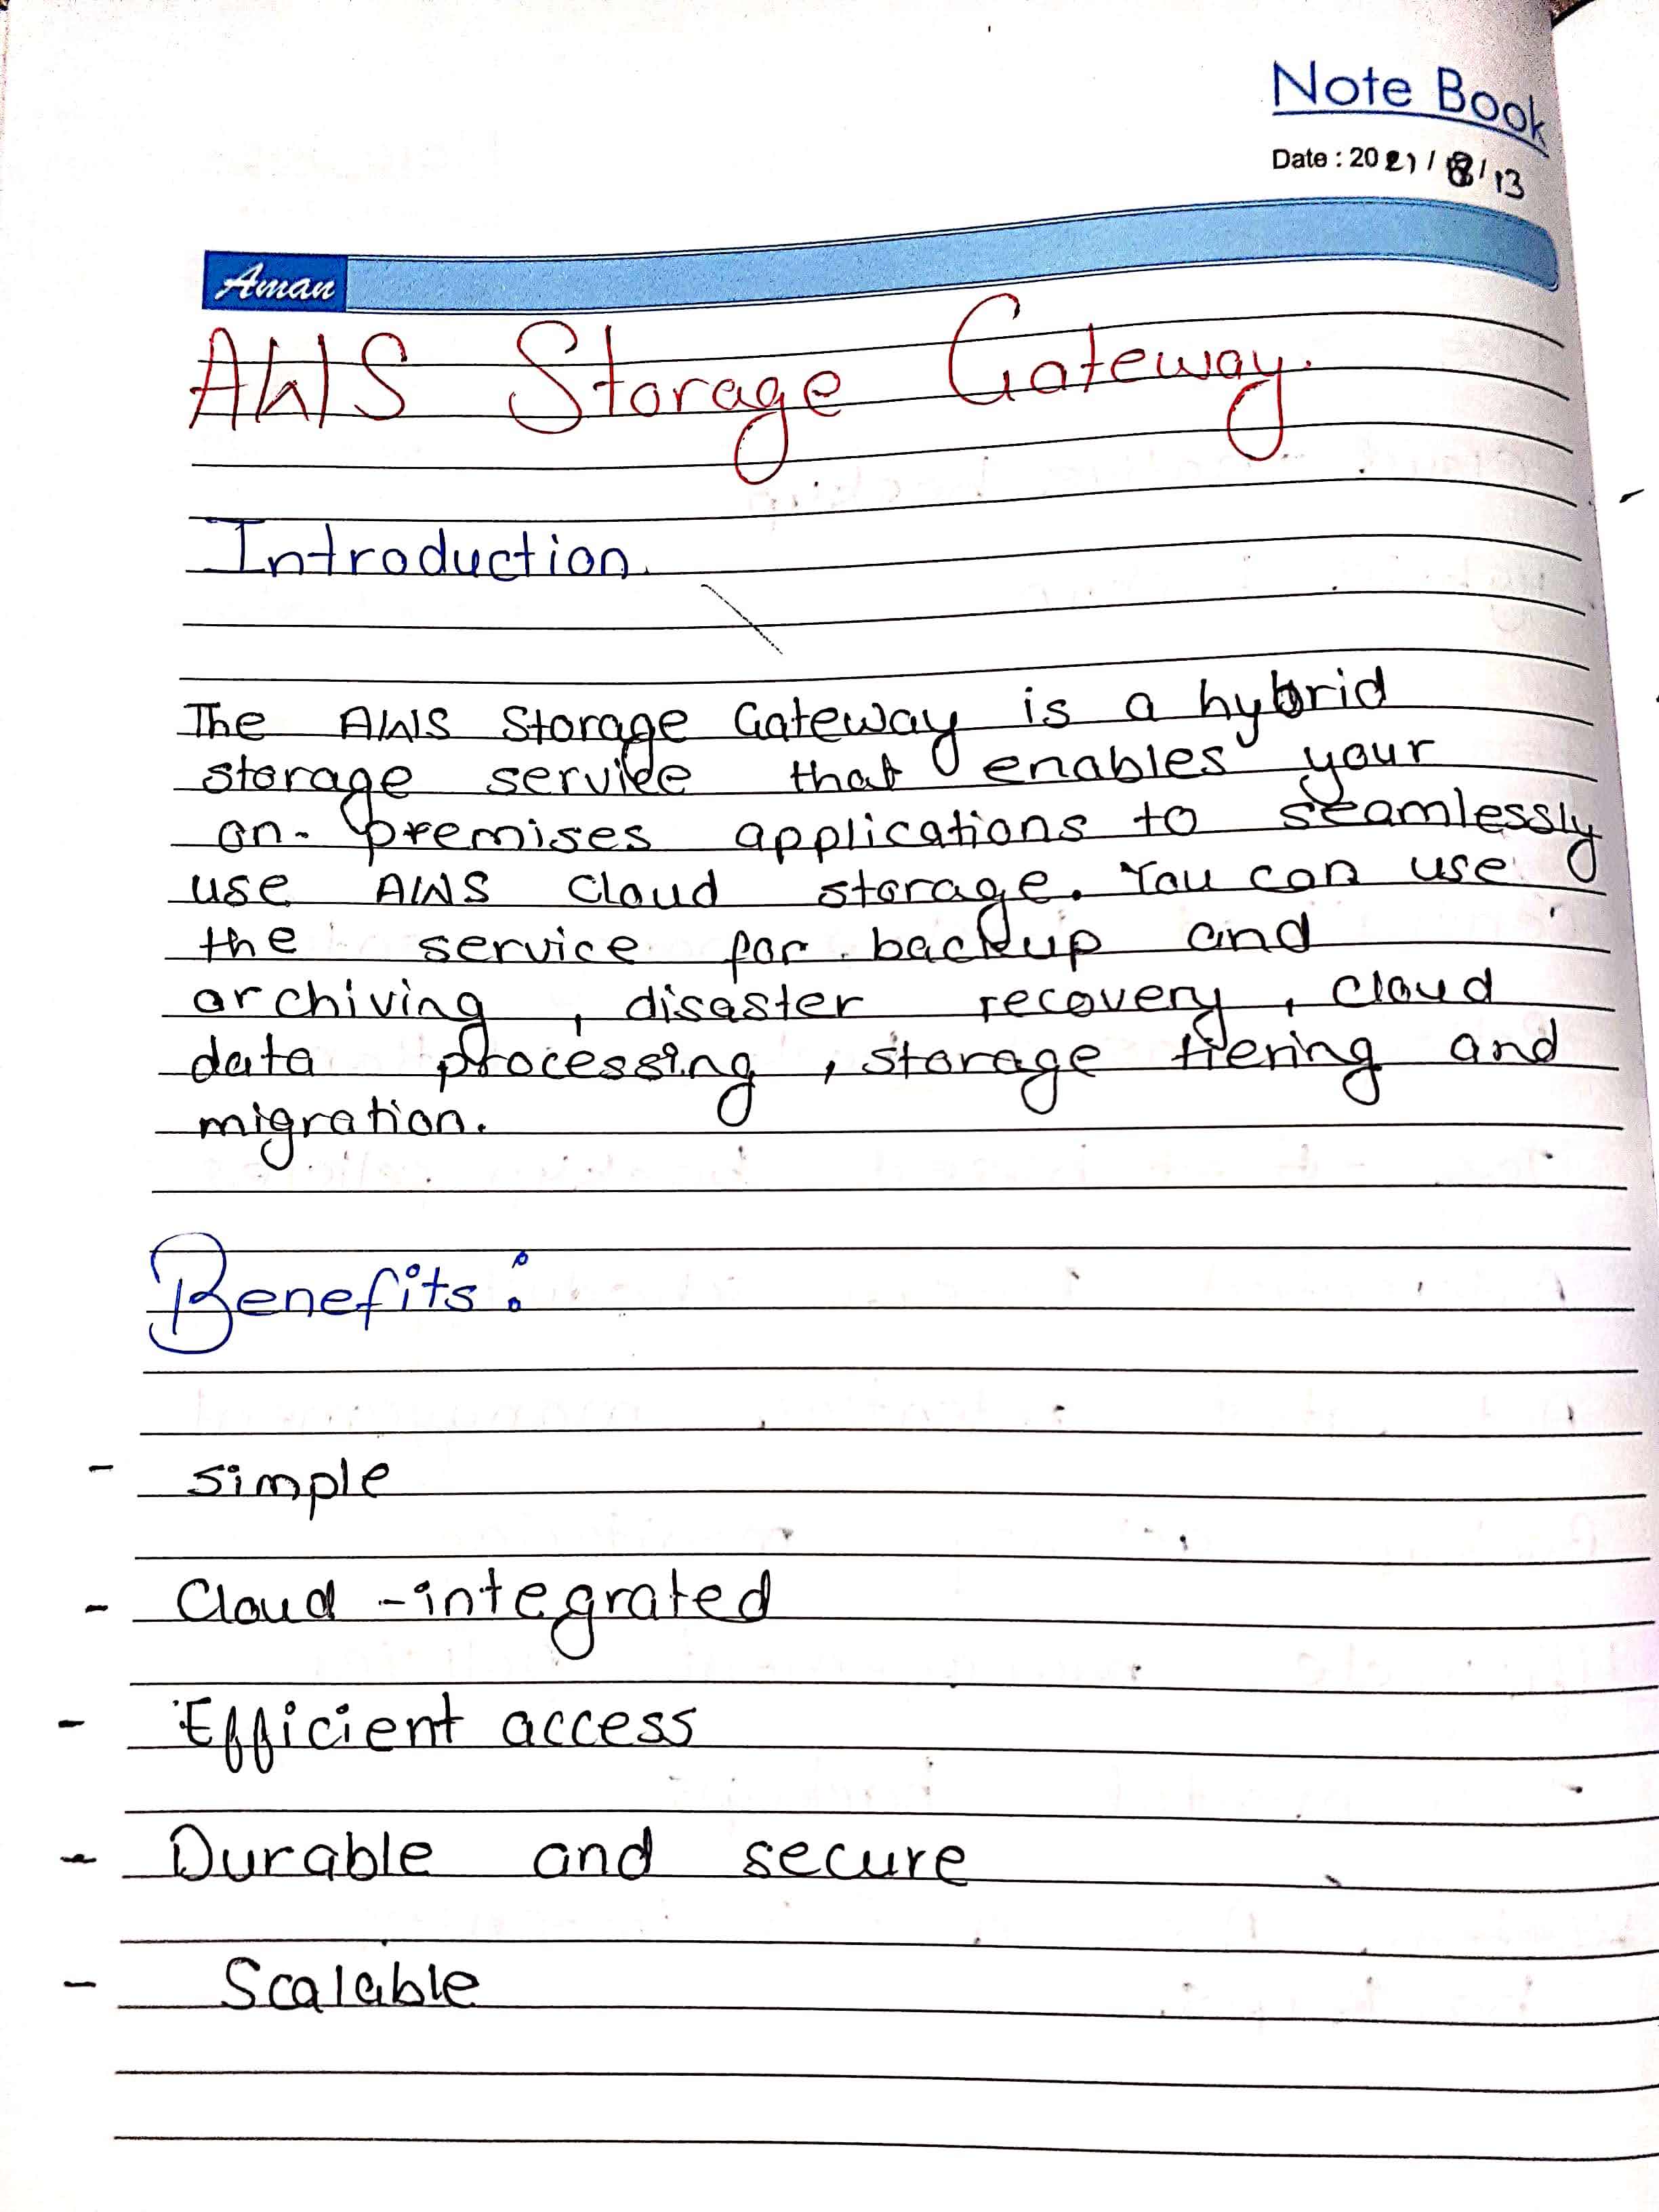 Note Book
Date : 2021 / 8 / 13
Aman
AWS Storage Gateway.
Introduction.
The AWS Storage Gateway is a hybrid
storage service that enables your
on-premises applications to seamlessly
use AWS Cloud storage. You can use
the service for backup and
archiving, disaster recovery, cloud
data processing, storage tiering and
migration.
Benefits:
- simple
- Cloud-integrated
- Efficient access
- Durable and secure
- Scalable